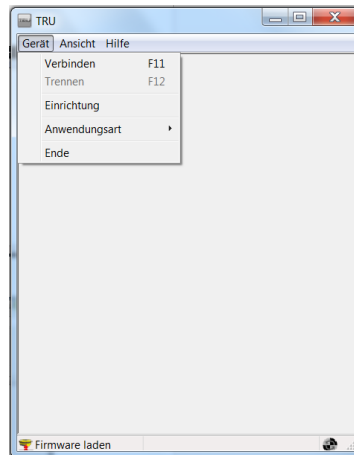 TRU
Gerät Ansicht Hilfe
Verbinden F11
Trennen F12
Einrichtung
Anwendungsart
Ende
Firmware laden